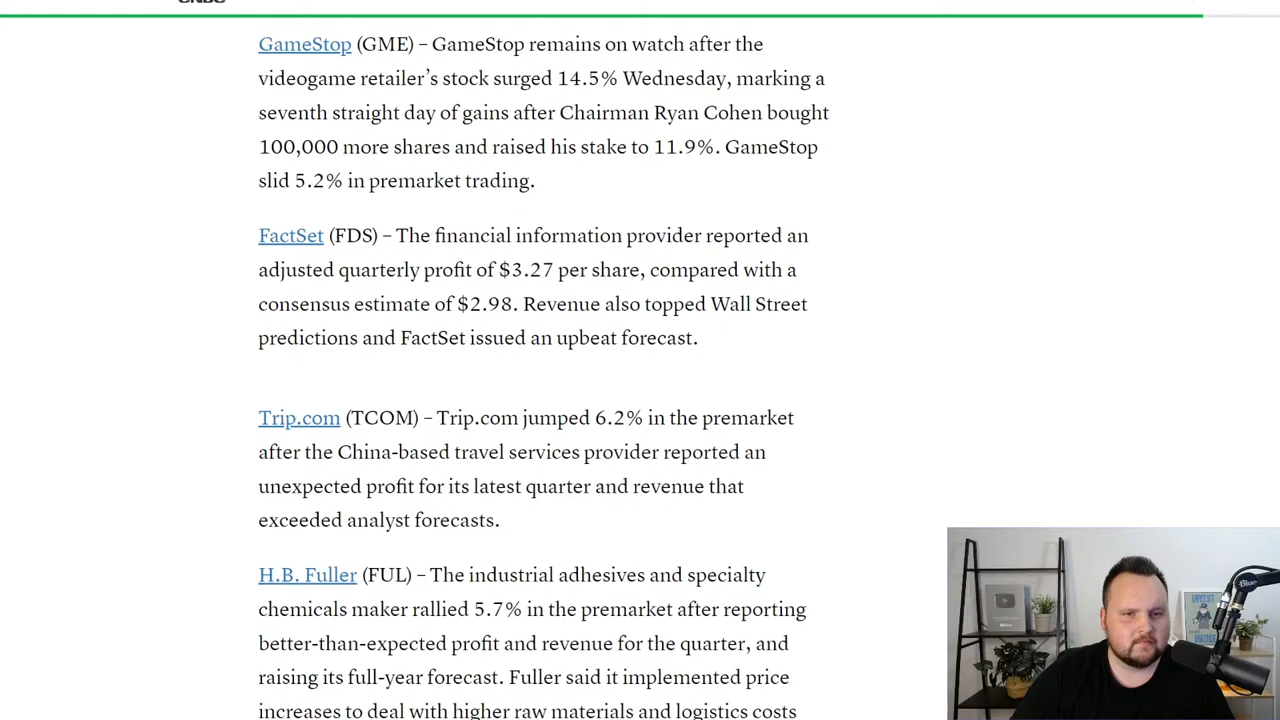 CNBC
GameStop (GME) – GameStop remains on watch after the
videogame retailer’s stock surged 14.5% Wednesday, marking a
seventh straight day of gains after Chairman Ryan Cohen bought
100,000 more shares and raised his stake to 11.9%. GameStop
slid 5.2% in premarket trading.
FactSet (FDS) – The financial information provider reported an
adjusted quarterly profit of $3.27 per share, compared with a
consensus estimate of $2.98. Revenue also topped Wall Street
predictions and FactSet issued an upbeat forecast.
Trip.com (TCOM) – Trip.com jumped 6.2% in the premarket
after the China-based travel services provider reported an
unexpected profit for its latest quarter and revenue that
exceeded analyst forecasts.
H.B. Fuller (FUL) – The industrial adhesives and specialty
chemicals maker rallied 5.7% in the premarket after reporting
better-than-expected profit and revenue for the quarter, and
raising its full-year forecast. Fuller said it implemented price
increases to deal with higher raw materials and logistics costs
INVEST
Blue